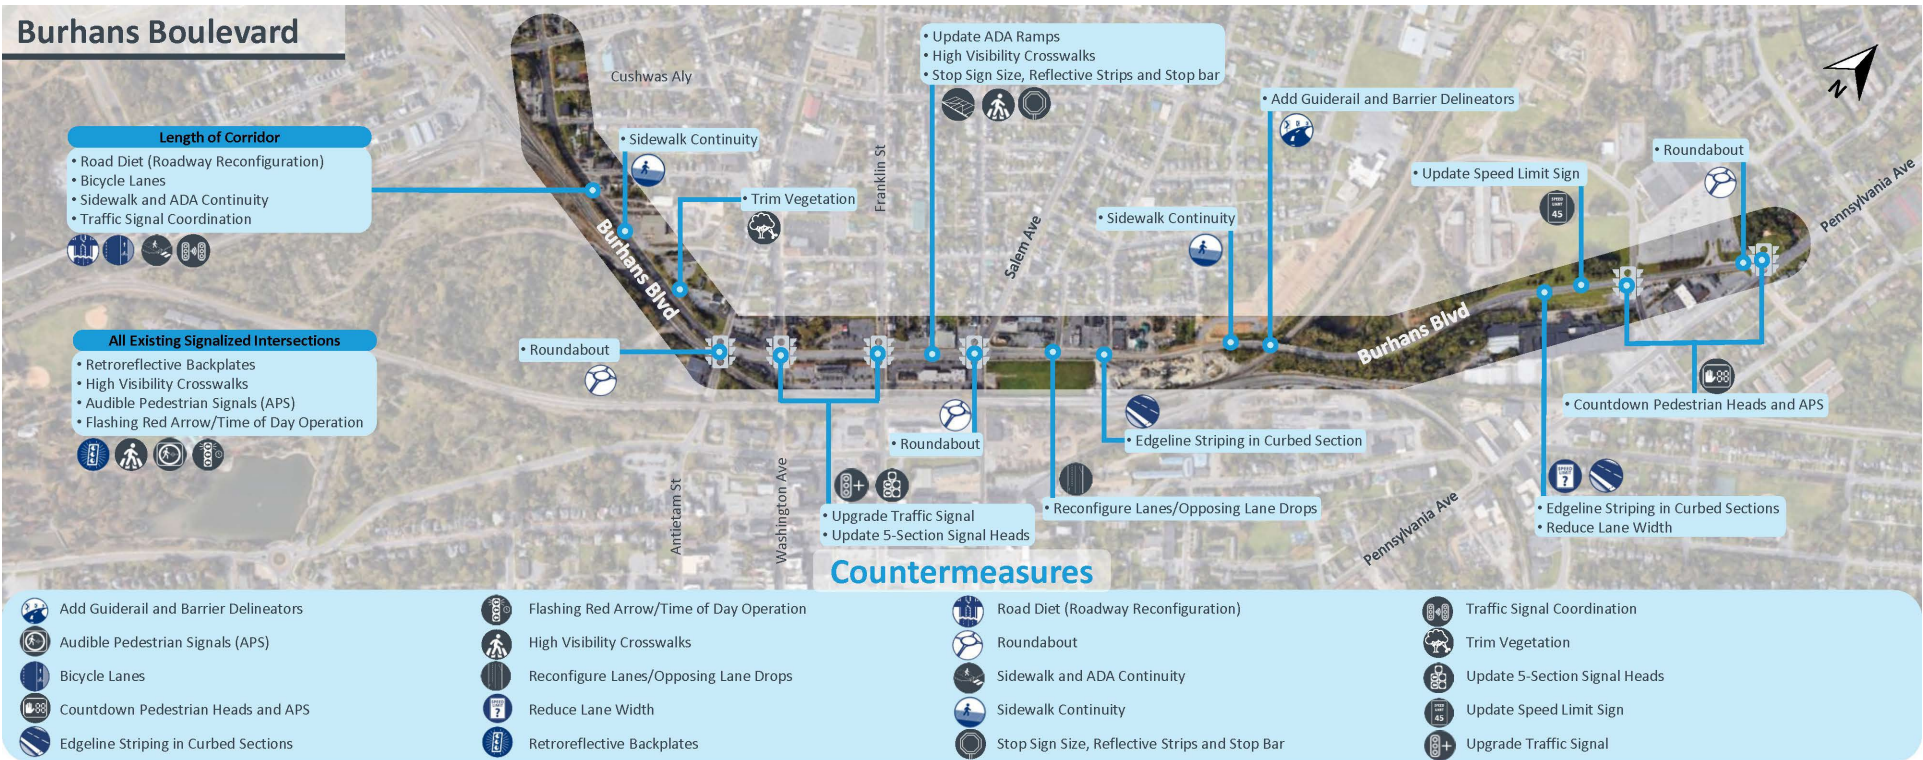 Burhans Boulevard
Cushwas Aly
• Update ADA Ramps
• High Visibility Crosswalks
• Stop Sign Size, Reflective Strips and Stop bar
N
• Add Guiderail and Barrier Delineators
Length of Corridor
• Road Diet (Roadway Reconfiguration)
• Bicycle Lanes
• Sidewalk and ADA Continuity
• Traffic Signal Coordination
• Sidewalk Continuity
• Trim Vegetation
Franklin St
Salem Ave
• Sidewalk Continuity
• Update Speed Limit Sign
SPEED
LIMIT
45
• Roundabout
Pennsylvania Ave
Burhans Blvd
Burhans Blvd
All Existing Signalized Intersections
• Retroreflective Backplates
• High Visibility Crosswalks
• Audible Pedestrian Signals (APS)
• Flashing Red Arrow/Time of Day Operation
• Roundabout
• Roundabout
• Edgeline Striping in Curbed Section
• Countdown Pedestrian Heads and APS
Antietam St
Washington Ave
• Upgrade Traffic Signal
• Update 5-Section Signal Heads
• Reconfigure Lanes/Opposing Lane Drops
Pennsylvania Ave
SPEED
LIMIT
?
• Edgeline Striping in Curbed Sections
• Reduce Lane Width
Countermeasures
Add Guiderail and Barrier Delineators
Audible Pedestrian Signals (APS)
Bicycle Lanes
Countdown Pedestrian Heads and APS
Edgeline Striping in Curbed Sections
Flashing Red Arrow/Time of Day Operation
High Visibility Crosswalks
Reconfigure Lanes/Opposing Lane Drops
SPEED
LIMIT
?
Reduce Lane Width
Retroreflective Backplates
Road Diet (Roadway Reconfiguration)
Roundabout
Sidewalk and ADA Continuity
Sidewalk Continuity
Stop Sign Size, Reflective Strips and Stop Bar
Traffic Signal Coordination
Trim Vegetation
Update 5-Section Signal Heads
SPEED
LIMIT
45
Update Speed Limit Sign
Upgrade Traffic Signal